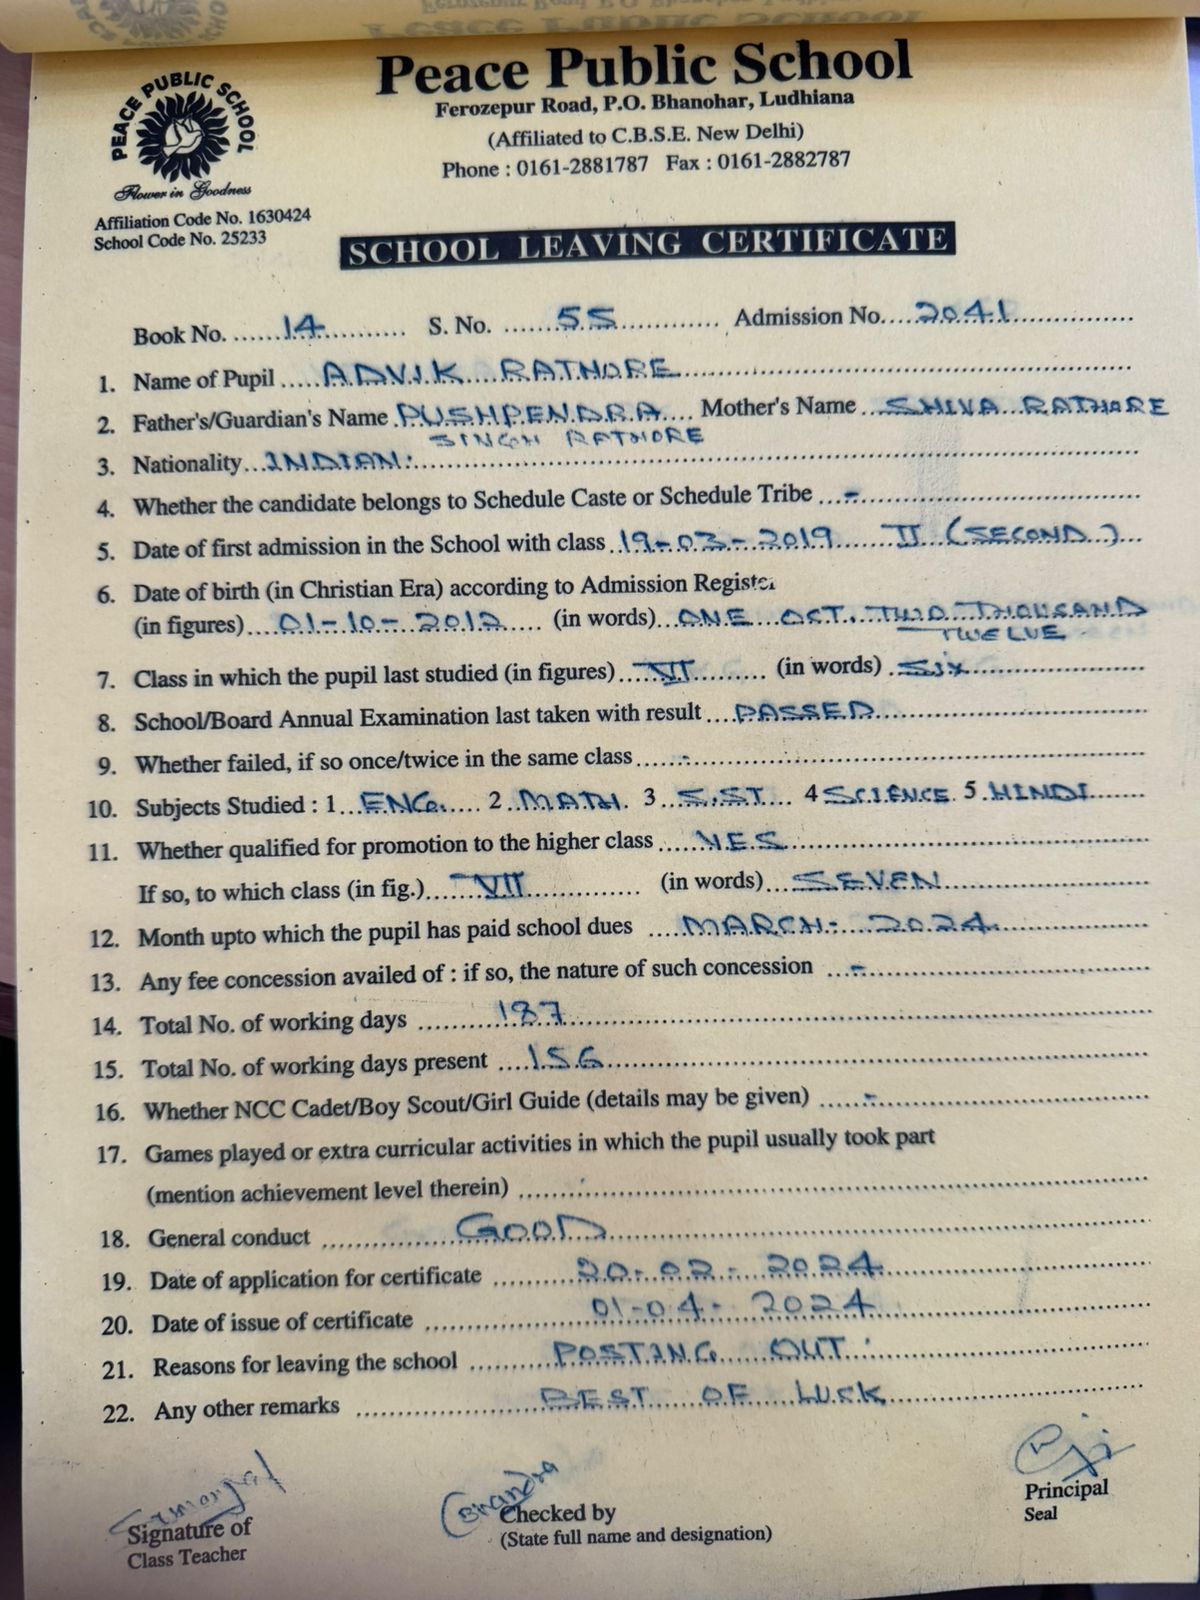 Peace Public School
Ferozepur Road, P.O. Bhanohar, Ludhiana
(Affiliated to C.B.S.E. New Delhi)
Phone : 0161-2881787 Fax : 0161-2882787
PEACE PUBLIC SCHOOL
Flower in Goodness
Affiliation Code No. 1630424
School Code No. 25233
SCHOOL LEAVING CERTIFICATE
Book No. 14 S. No. 55 Admission No. 2041
1. Name of Pupil ADVIK RATHORE
2. Father's/Guardian's Name PUSHPENDRA Mother's Name SHIVA RATHORE
SINGH RATHORE
3. Nationality INDIAN.
4. Whether the candidate belongs to Schedule Caste or Schedule Tribe -
5. Date of first admission in the School with class 19-03-2019 II (SECOND)
6. Date of birth (in Christian Era) according to Admission Register
(in figures) 01-10-2012 (in words) ONE OCT. TWO THOUSAND
TWELVE
7. Class in which the pupil last studied (in figures) VI (in words) Six
8. School/Board Annual Examination last taken with result PASSED
9. Whether failed, if so once/twice in the same class -
10. Subjects Studied : 1 ENG. 2 MATH. 3 S.ST. 4 SCIENCE 5 HINDI
11. Whether qualified for promotion to the higher class YES
If so, to which class (in fig.) VII (in words) SEVEN
12. Month upto which the pupil has paid school dues MARCH - 2024
13. Any fee concession availed of : if so, the nature of such concession -
14. Total No. of working days 187
15. Total No. of working days present 156
16. Whether NCC Cadet/Boy Scout/Girl Guide (details may be given) -
17. Games played or extra curricular activities in which the pupil usually took part
(mention achievement level therein)
18. General conduct GOOD
19. Date of application for certificate 20-02-2024
20. Date of issue of certificate 01-04-2024
21. Reasons for leaving the school POSTING OUT
22. Any other remarks BEST OF LUCK
Signature of
Class Teacher
Bhandra
Checked by
(State full name and designation)
Principal
Seal